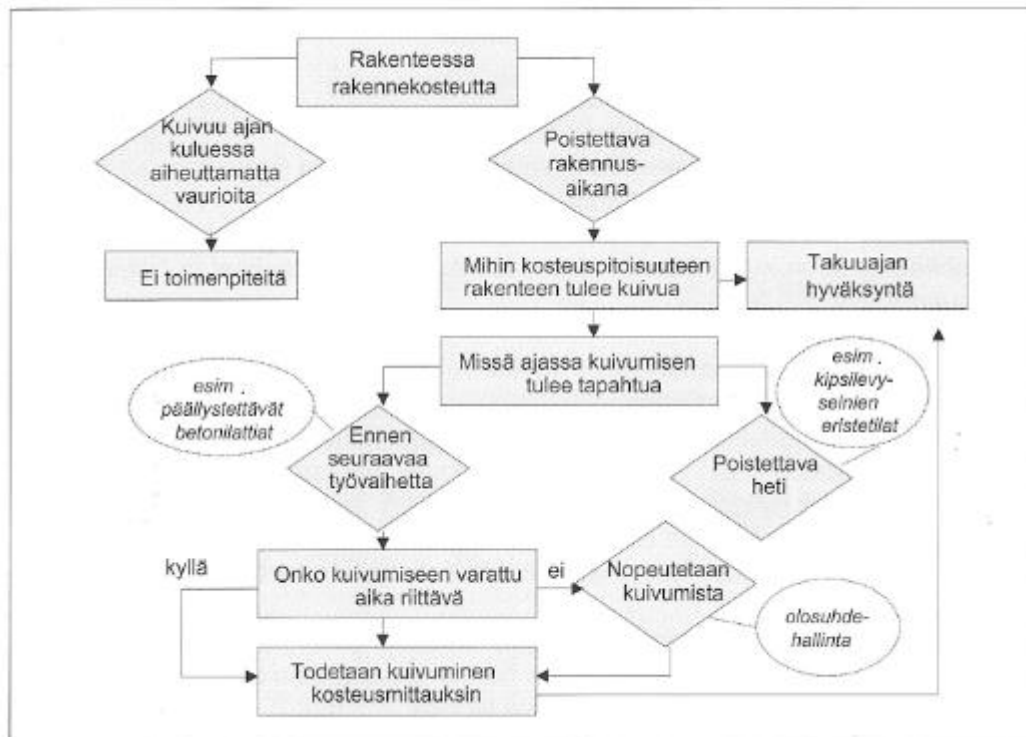 Rakenteessa
rakennekosteutta
Kuivuu ajan
kuluessa
aiheuttamatta
vaurioita
Poistettava
rakennus-
aikana
Ei toimenpiteitä
Mihin kosteuspitoisuuteen
rakenteen tulee kuivua
Takuuajan
hyväksyntä
Missä ajassa kuivumisen
tulee tapahtua
esim .
päällystettävät
betonilattiat
esim .
kipsilevy-
seinien
eristetilat
Ennen
seuraavaa
työvaihetta
Poistettava
heti
kyllä
Onko kuivumiseen varattu
aika riittävä
ei
Nopeutetaan
kuivumista
olosuhde-
hallinta
Todetaan kuivuminen
kosteusmittauksin